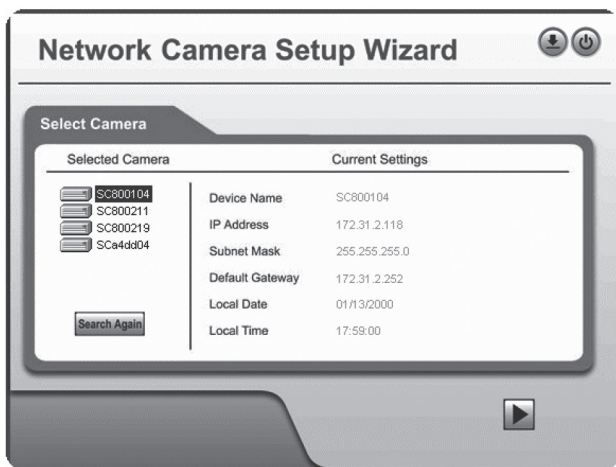 Network Camera Setup Wizard
Select Camera
Selected Camera
Current Settings
SC800104
SC800211
SC800219
SCa4dd04
Search Again
Device Name SC800104
IP Address 172.31.2.118
Subnet Mask 255.255.255.0
Default Gateway 172.31.2.252
Local Date 01/13/2000
Local Time 17:59:00